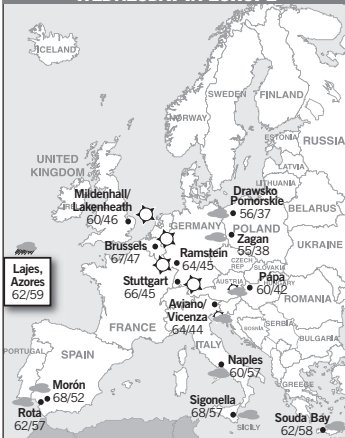 ICELAND
SWEDEN
FINLAND
NORWAY
ESTONIA
RUSSIA
LATVIA
LITHUANIA
UNITED
KINGDOM
Mildenhall/
Lakenheath
60/46
Drawsko
Pomorskie
56/37
BELARUS
GERMANY
POLAND
Zagan
55/38
Brussels
67/47
Ramstein
64/45
UKRAINE
CZECH
REP
SLOVAKIA
Lajes,
Azores
62/59
Stuttgart
66/45
AUSTRIA
Pápa
60/42
Aviano/
Vicenza
64/44
ROMANIA
FRANCE
BOSNIA
SERBIA
BULGARIA
ITALY
PORTUGAL
SPAIN
Naples
60/57
Morón
68/52
GREECE
Sigonella
68/57
Rota
62/57
SICILY
Souda Bay
62/58